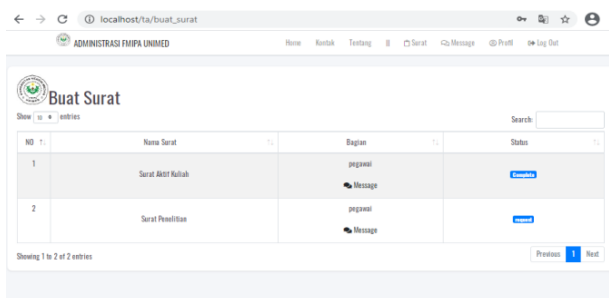 localhost/ta/buat_surat
ADMINISTRASI FMIPA UNIMED
Home Kontak Tentang || Surat Message Profil Log Out
Buat Surat
Show 10 entries
Search:
NO Nama Surat Bagian Status
1 Surat Aktif Kuliah pegawai Complete
Message
2 Surat Penelitian pegawai request
Message
Showing 1 to 2 of 2 entries
Previous 1 Next